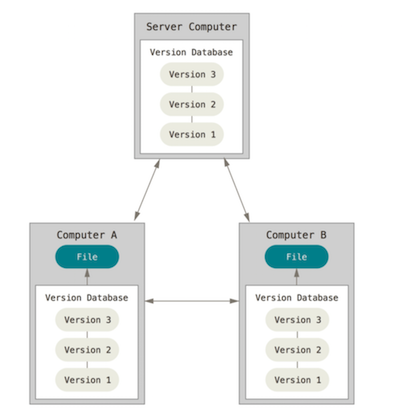 Server Computer
Version Database
Version 3
Version 2
Version 1
Computer A
File
Version Database
Version 3
Version 2
Version 1
Computer B
File
Version Database
Version 3
Version 2
Version 1